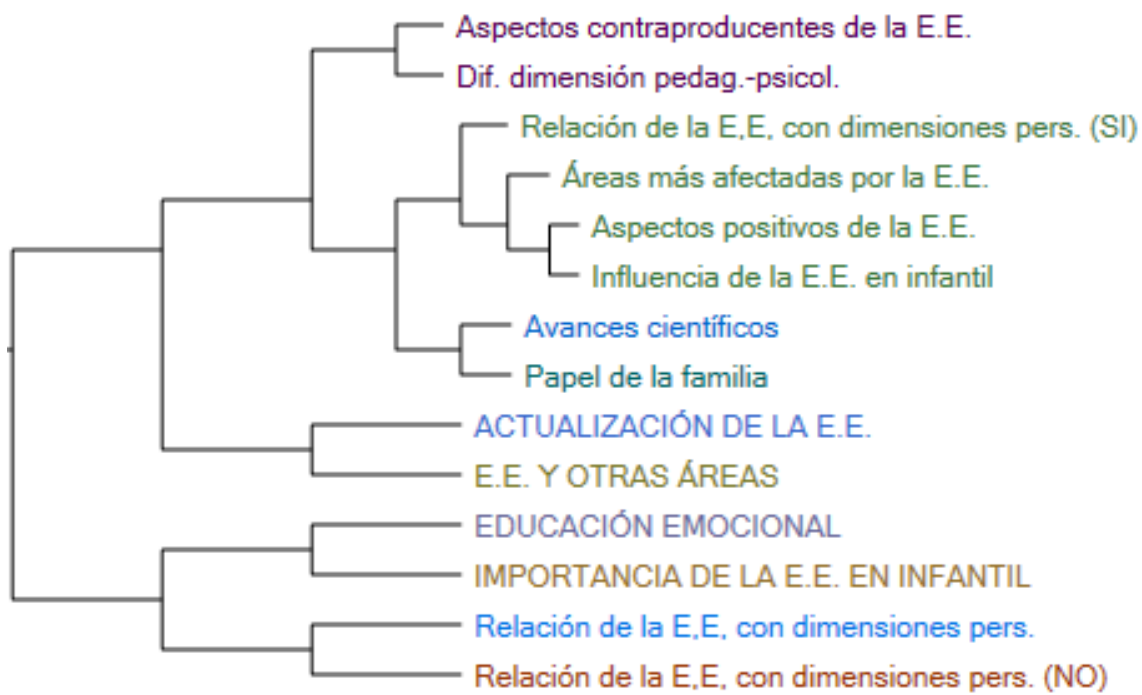 Aspectos contraproducentes de la E.E.
Dif. dimensión pedag.-psicol.
Relación de la E,E, con dimensiones pers. (SI)
Áreas más afectadas por la E.E.
Aspectos positivos de la E.E.
Influencia de la E.E. en infantil
Avances científicos
Papel de la familia
ACTUALIZACIÓN DE LA E.E.
E.E. Y OTRAS ÁREAS
EDUCACIÓN EMOCIONAL
IMPORTANCIA DE LA E.E. EN INFANTIL
Relación de la E,E, con dimensiones pers.
Relación de la E,E, con dimensiones pers. (NO)